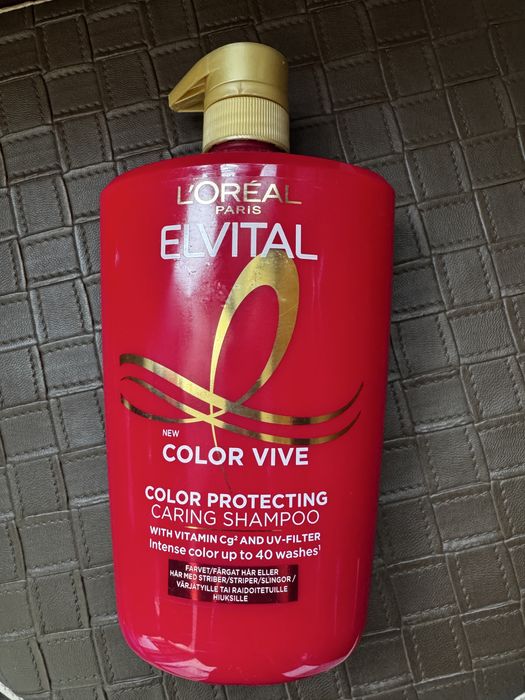 L'ORÉAL
PARIS
ELVITAL
NEW
COLOR VIVE
COLOR PROTECTING
CARING SHAMPOO
WITH VITAMIN Cg² AND UV-FILTER
Intense color up to 40 washes¹
FARVET/FÄRGAT HÅR ELLER
HÅR MED STRIBER/STRIPER/SLINGOR/
VÄRJÄTYILLE TAI RAIDOITETUILLE
HIUKSILLE